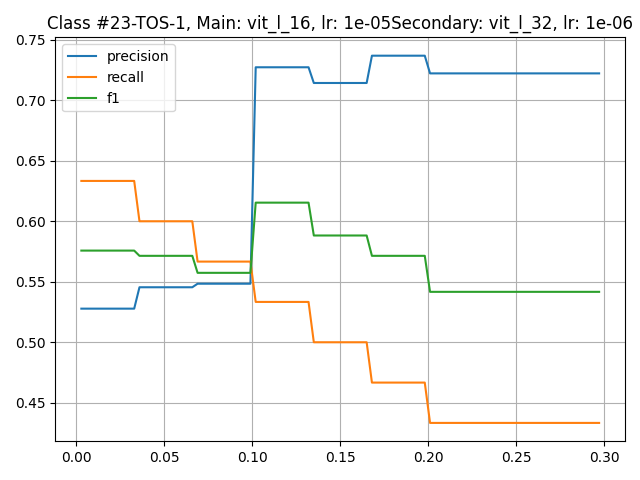 Class #23-TOS-1, Main: vit_l_16, lr: 1e-05Secondary: vit_l_32, lr: 1e-06
precision
recall
f1
0.75
0.70
0.65
0.60
0.55
0.50
0.45
0.00 0.05 0.10 0.15 0.20 0.25 0.30